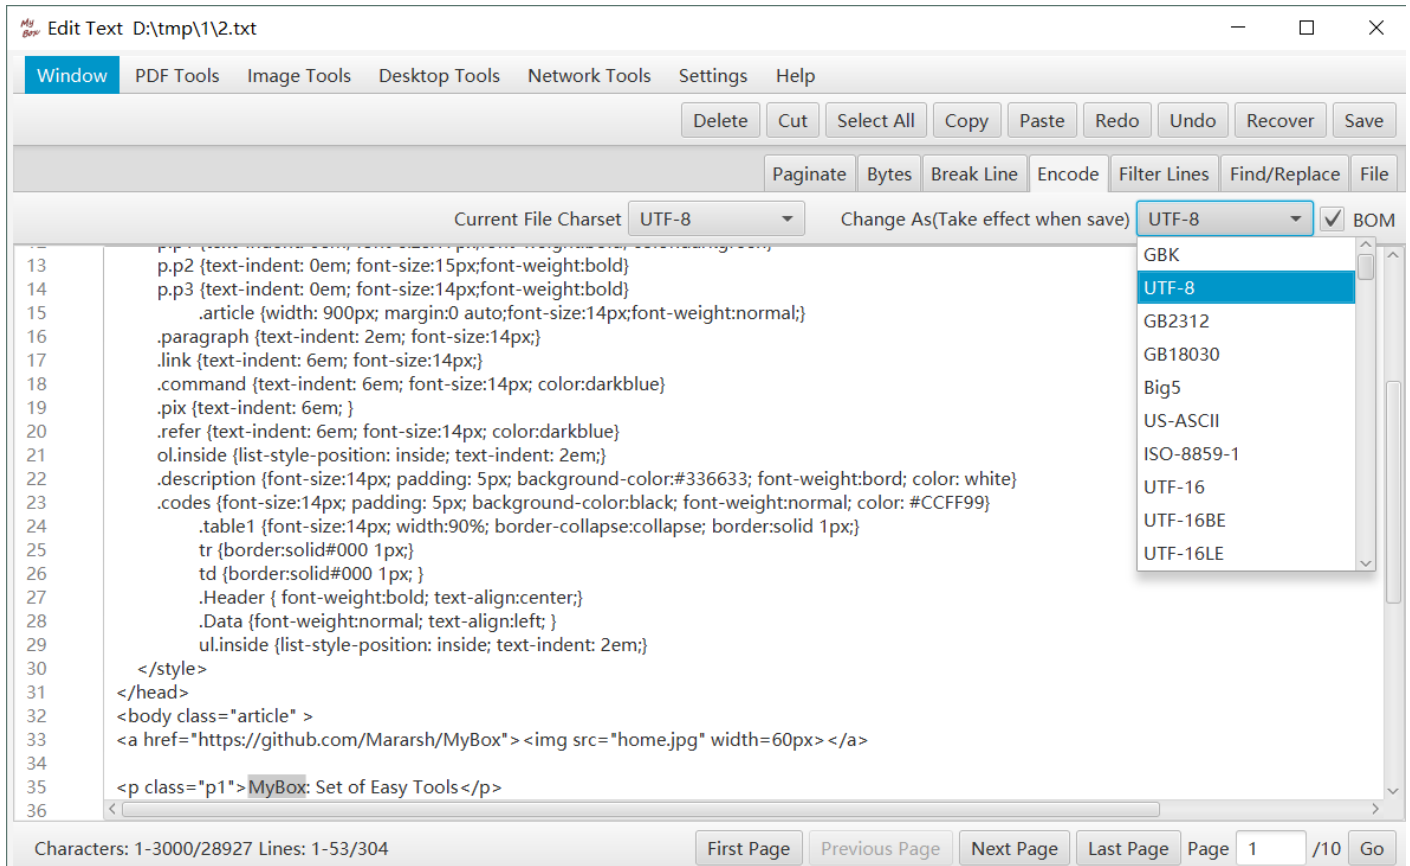 My Box Edit Text D:\tmp\1\2.txt
Window PDF Tools Image Tools Desktop Tools Network Tools Settings Help
Delete Cut Select All Copy Paste Redo Undo Recover Save
Paginate Bytes Break Line Encode Filter Lines Find/Replace File
Current File Charset UTF-8 Change As(Take effect when save) UTF-8 BOM
GBK
UTF-8
GB2312
GB18030
Big5
US-ASCII
ISO-8859-1
UTF-16
UTF-16BE
UTF-16LE
13 p.p2 {text-indent: 0em; font-size:15px;font-weight:bold}
14 p.p3 {text-indent: 0em; font-size:14px;font-weight:bold}
15 .article {width: 900px; margin:0 auto;font-size:14px;font-weight:normal;}
16 .paragraph {text-indent: 2em; font-size:14px;}
17 .link {text-indent: 6em; font-size:14px;}
18 .command {text-indent: 6em; font-size:14px; color:darkblue}
19 .pix {text-indent: 6em; }
20 .refer {text-indent: 6em; font-size:14px; color:darkblue}
21 ol.inside {list-style-position: inside; text-indent: 2em;}
22 .description {font-size:14px; padding: 5px; background-color:#336633; font-weight:bord; color: white}
23 .codes {font-size:14px; padding: 5px; background-color:black; font-weight:normal; color: #CCFF99}
24 .table1 {font-size:14px; width:90%; border-collapse:collapse; border:solid 1px;}
25 tr {border:solid#000 1px;}
26 td {border:solid#000 1px; }
27 .Header { font-weight:bold; text-align:center;}
28 .Data {font-weight:normal; text-align:left; }
29 ul.inside {list-style-position: inside; text-indent: 2em;}
30 </style>
31 </head>
32 <body class="article" >
33 <a href="https://github.com/Mararsh/MyBox"><img src="home.jpg" width=60px></a>
34
35 <p class="p1">MyBox: Set of Easy Tools</p>
36
Characters: 1-3000/28927 Lines: 1-53/304 First Page Previous Page Next Page Last Page Page 1 /10 Go